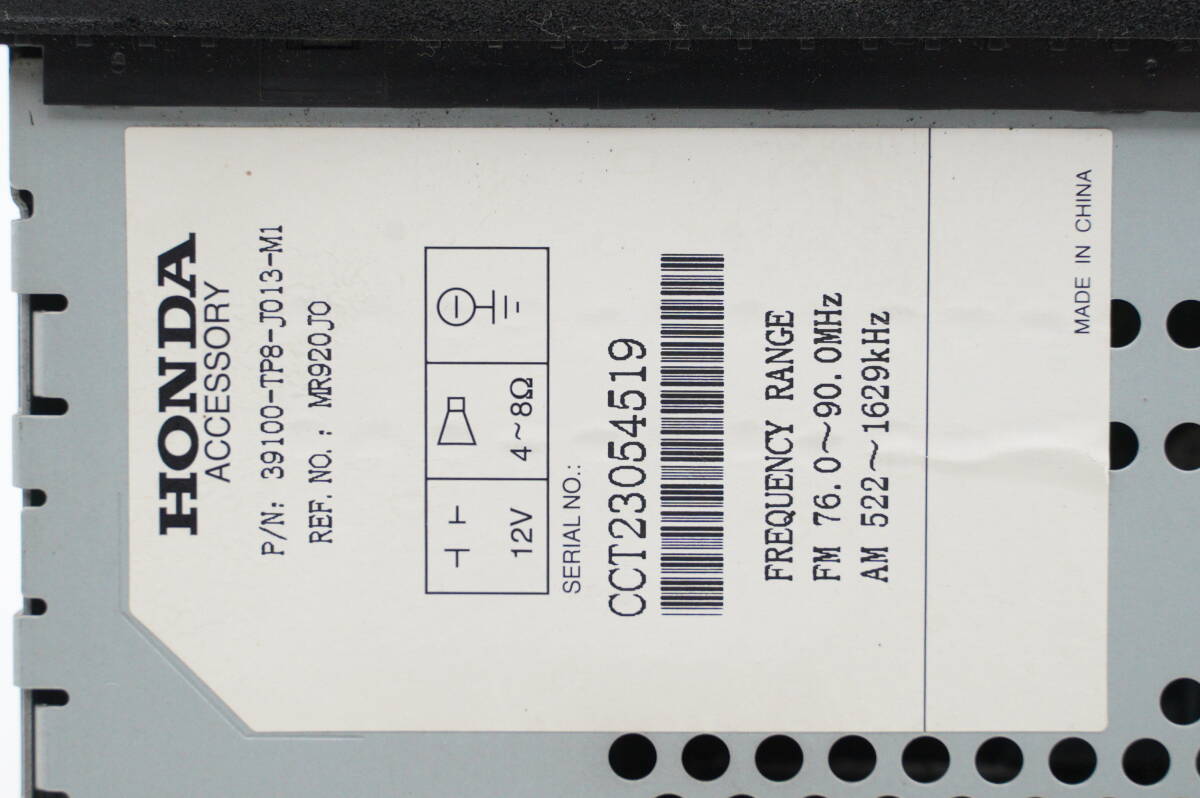 HONDA
ACCESSORY
P/N: 39100-TP8-J013-M1
REF.NO.: MR920J0
12V
4~8Ω
SERIAL NO.:
CCT23054519
FREQUENCY RANGE
FM 76.0~90.0MHz
AM 522~1629kHz
MADE IN CHINA